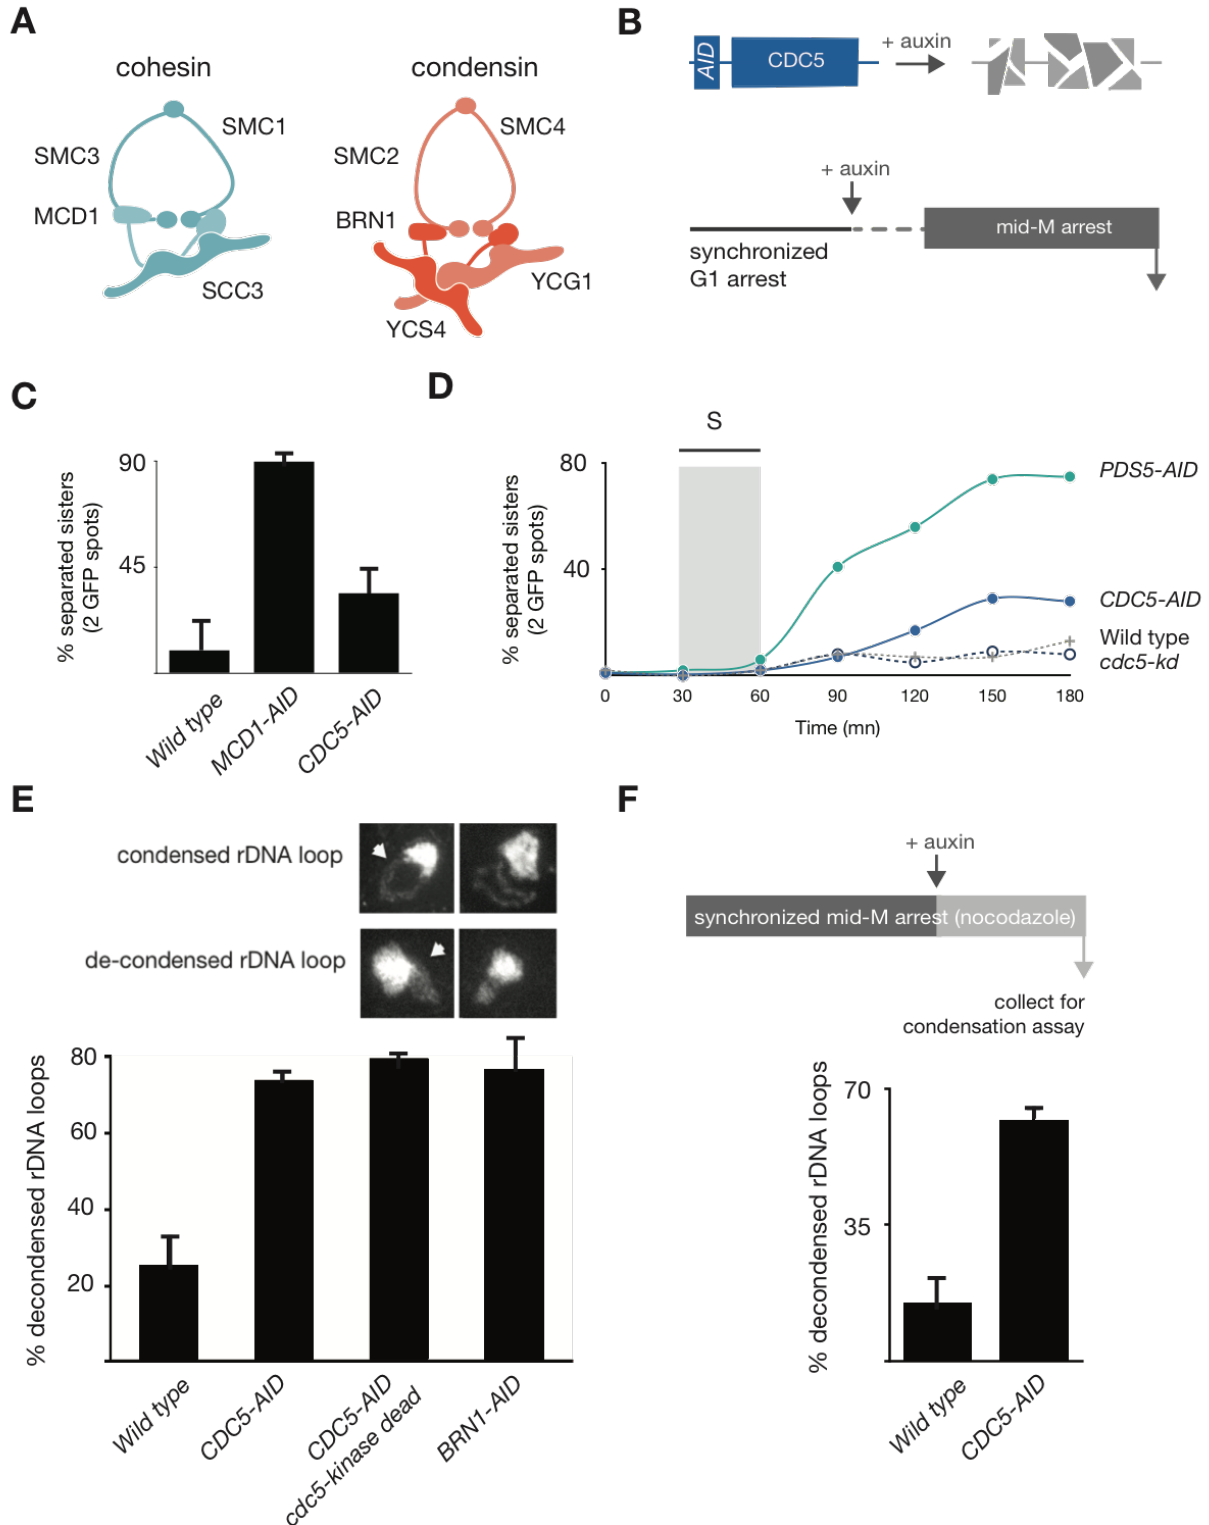 A
cohesin
condensin
SMC1
SMC3
MCD1
SCC3
SMC4
SMC2
BRN1
YCG1
YCS4
B
AID
CDC5
+ auxin
+ auxin
synchronized
G1 arrest
mid-M arrest
C
% separated sisters
(2 GFP spots)
90
45
Wild type
MCD1-AID
CDC5-AID
D
S
% separated sisters
(2 GFP spots)
80
40
0
30
60
90
120
150
180
Time (mn)
PDS5-AID
CDC5-AID
Wild type
cdc5-kd
E
condensed rDNA loop
de-condensed rDNA loop
% decondensed rDNA loops
80
60
40
20
Wild type
CDC5-AID
CDC5-AID
cdc5-kinase dead
BRN1-AID
F
+ auxin
synchronized mid-M arrest (nocodazole)
collect for
condensation assay
% decondensed rDNA loops
70
35
Wild type
CDC5-AID